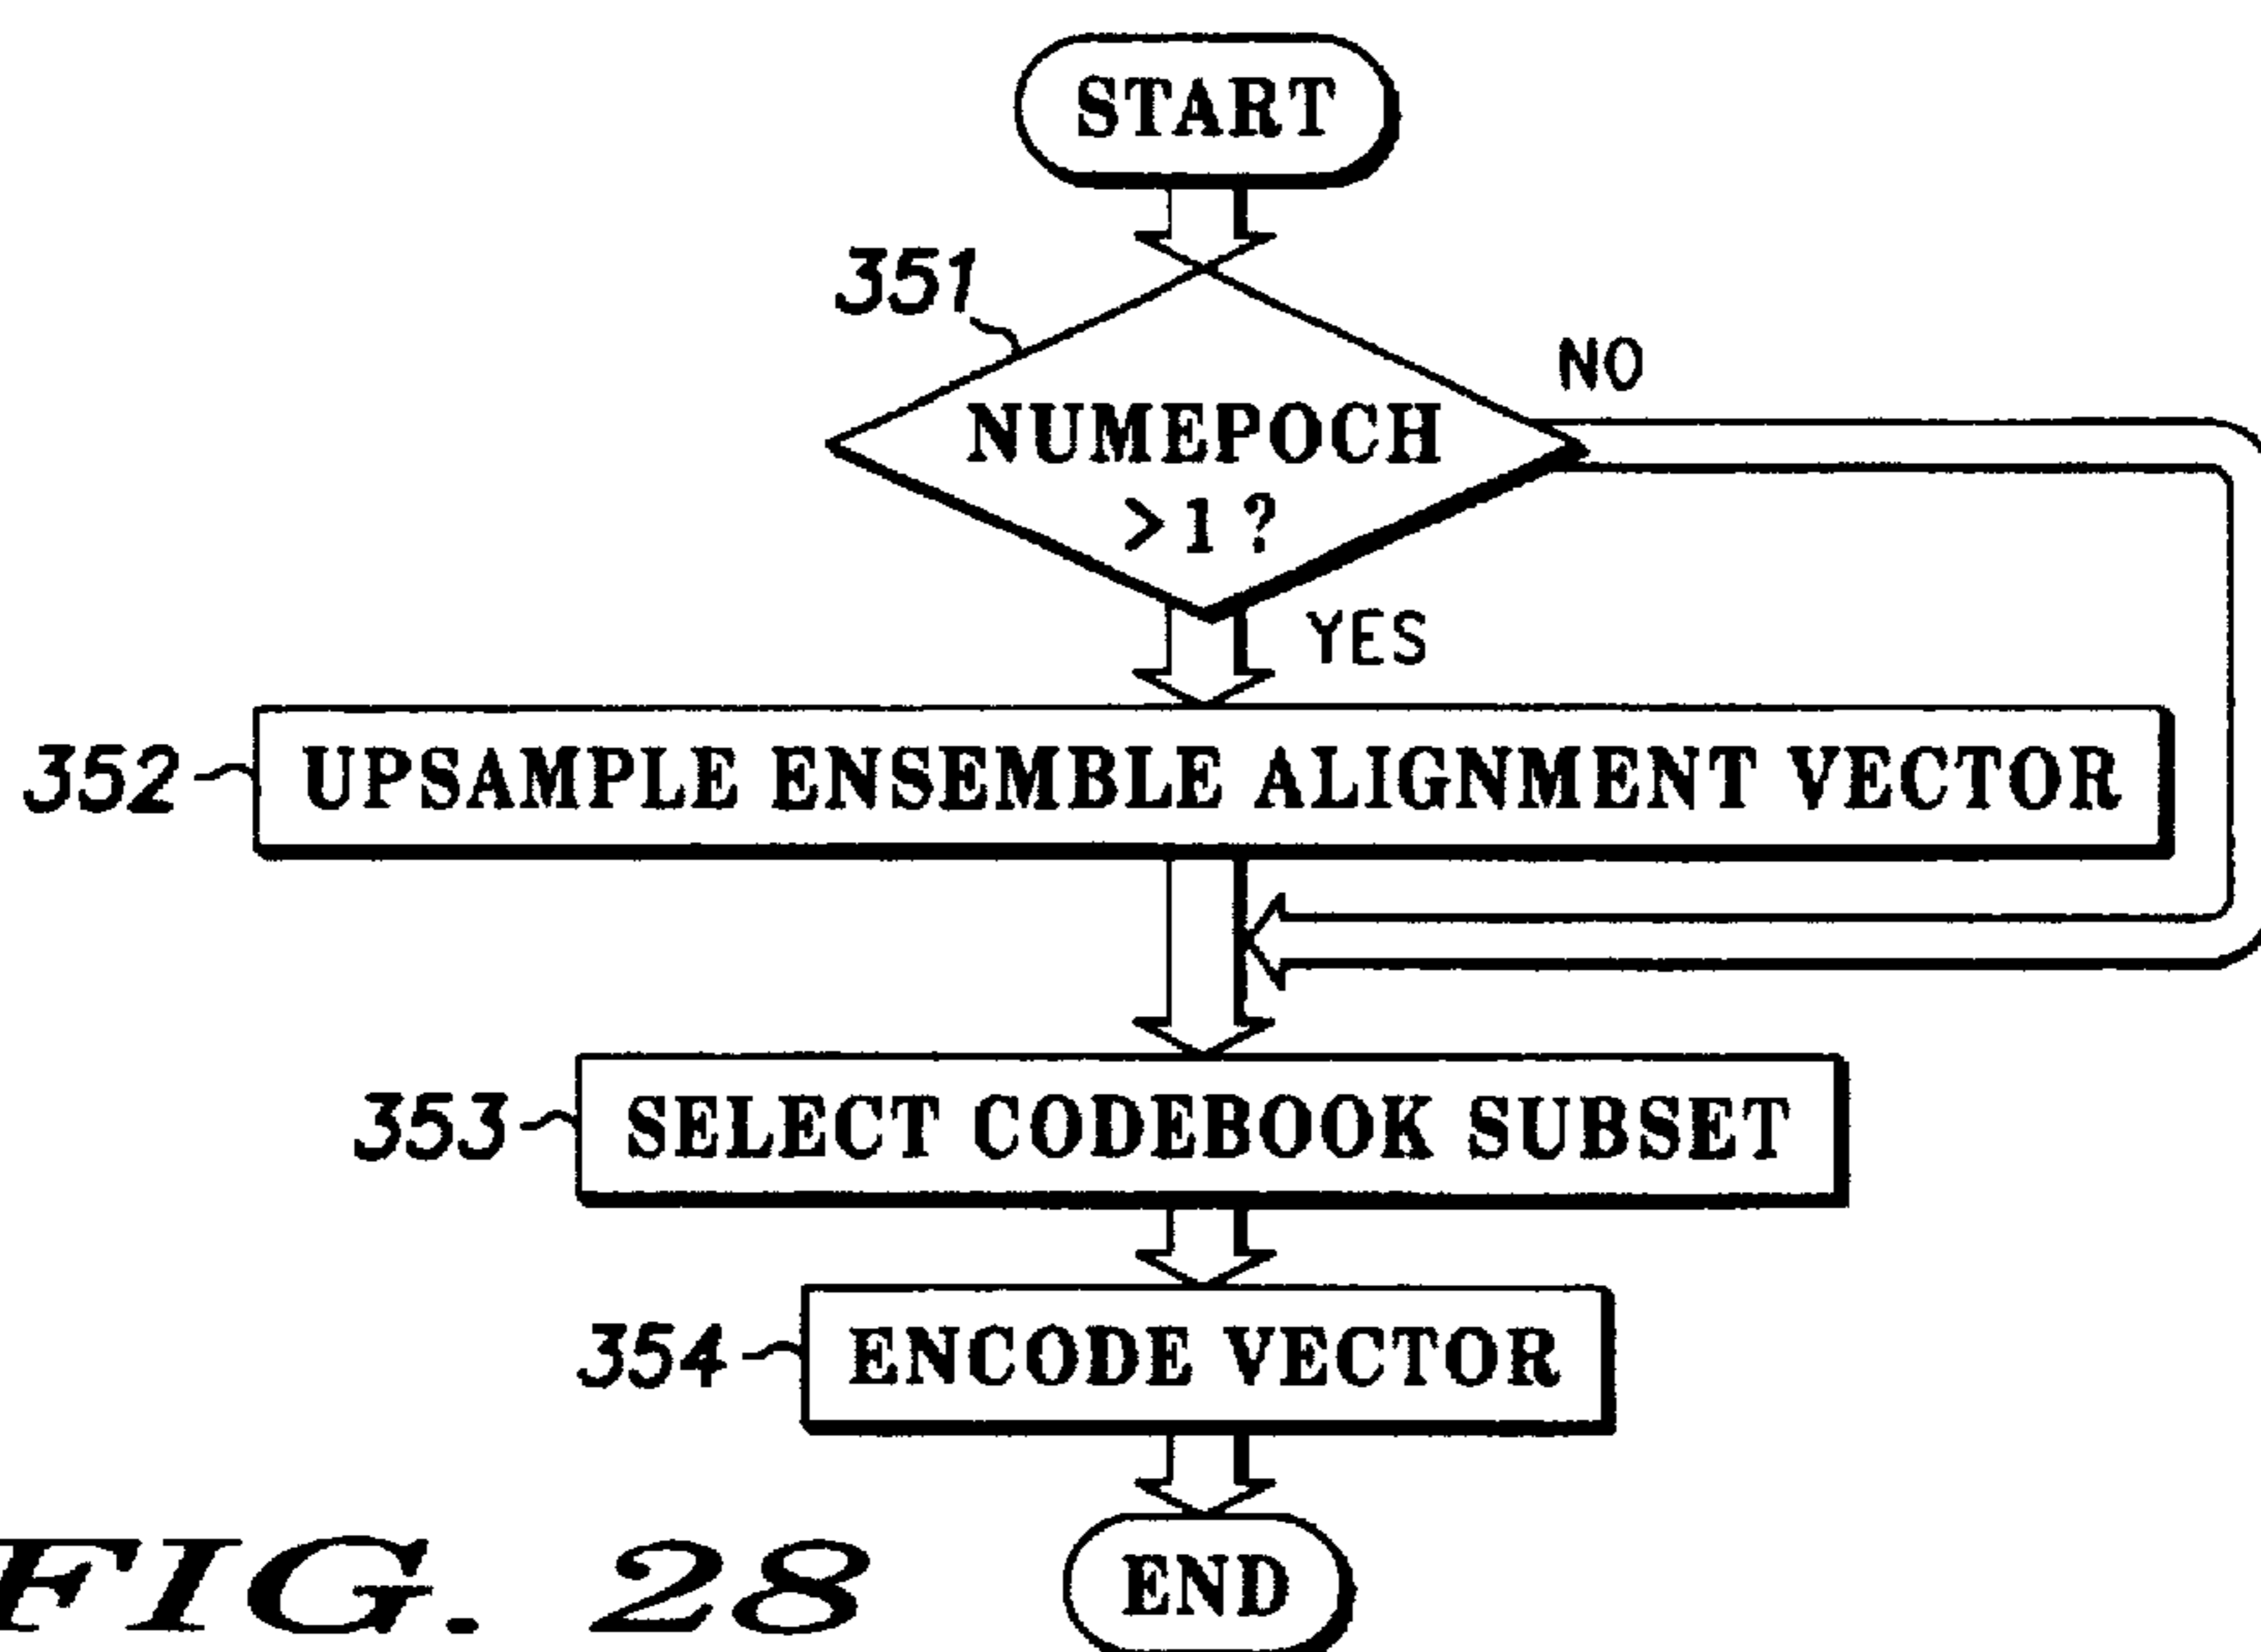 START
351
NO
NUMEPOCH
>1?
YES
352
UPSAMPLE ENSEMBLE ALIGNMENT VECTOR
353
SELECT CODEBOOK SUBSET
354
ENCODE VECTOR
END
FIG. 28